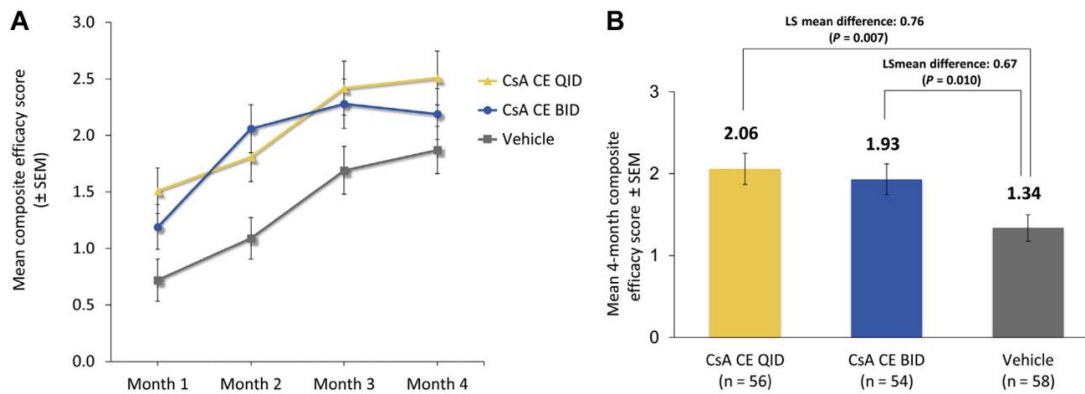 A
Mean composite efficacy score
(± SEM)
3.0
2.5
2.0
1.5
1.0
0.5
0.0
Month 1
Month 2
Month 3
Month 4
CsA CE QID
CsA CE BID
Vehicle
B
LS mean difference: 0.76
(P = 0.007)
LSmean difference: 0.67
(P = 0.010)
Mean 4-month composite
efficacy score ± SEM
3
2
1
0
2.06
1.93
1.34
CsA CE QID
(n = 56)
CsA CE BID
(n = 54)
Vehicle
(n = 58)